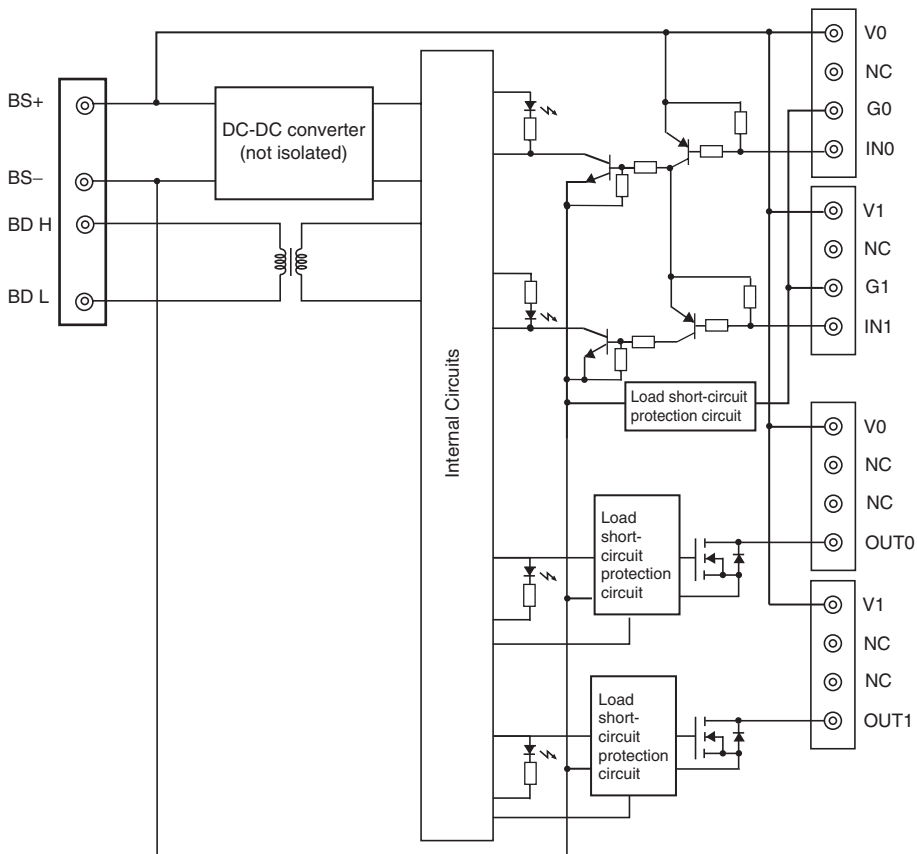 BS+
BS−
BD H
BD L
DC-DC converter
(not isolated)
Internal Circuits
V0
NC
G0
IN0
V1
NC
G1
IN1
Load short-circuit
protection circuit
V0
NC
NC
OUT0
Load
short-
circuit
protection
circuit
V1
NC
NC
OUT1
Load
short-
circuit
protection
circuit